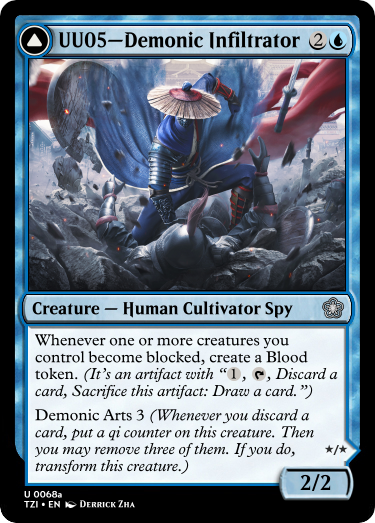 UU05—Demonic Infiltrator 2
Creature — Human Cultivator Spy
Whenever one or more creatures you
control become blocked, create a Blood
token. (It's an artifact with “1, , Discard a
card, Sacrifice this artifact: Draw a card.”)
Demonic Arts 3 (Whenever you discard a
card, put a qi counter on this creature. Then
you may remove three of them. If you do,
transform this creature.)
★/★
2/2
U 0068a
TZI • EN Derrick Zha